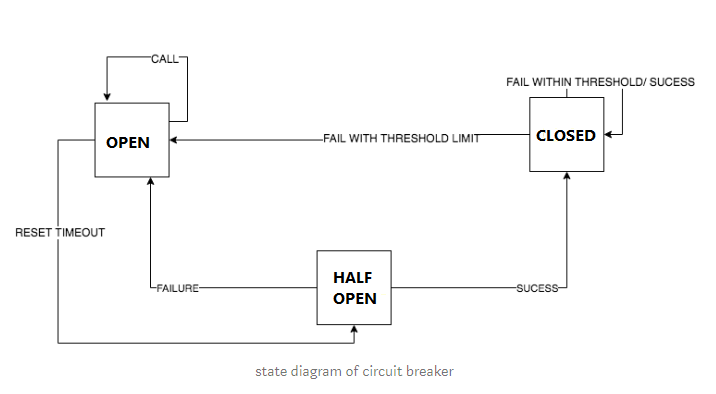 CALL
FAIL WITHIN THRESHOLD/ SUCESS
OPEN
FAIL WITH THRESHOLD LIMIT
CLOSED
RESET TIMEOUT
HALF
OPEN
FAILURE
SUCESS
state diagram of circuit breaker